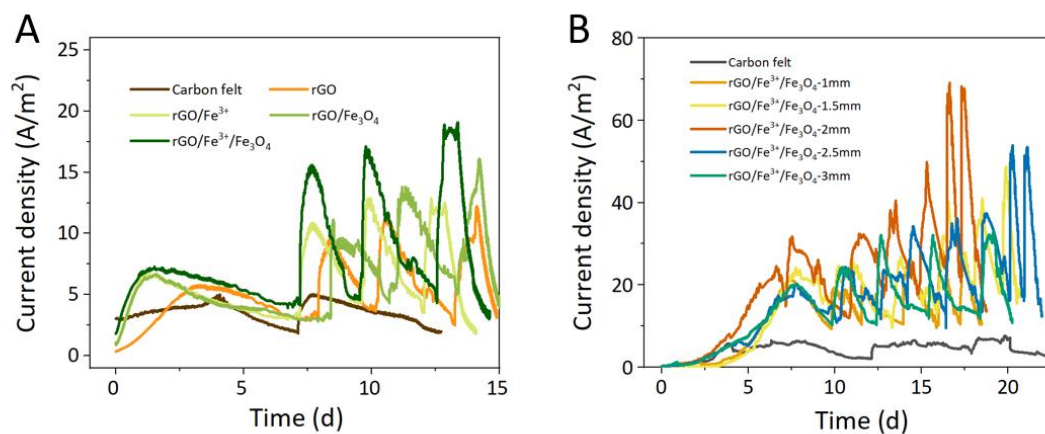 A
Current density (A/m²)
25
20
15
10
5
0
Carbon felt
rGO
rGO/Fe³⁺
rGO/Fe₃O₄
rGO/Fe³⁺/Fe₃O₄
0
5
10
15
Time (d)
B
Current density (A/m²)
80
60
40
20
0
Carbon felt
rGO/Fe³⁺/Fe₃O₄-1mm
rGO/Fe³⁺/Fe₃O₄-1.5mm
rGO/Fe³⁺/Fe₃O₄-2mm
rGO/Fe³⁺/Fe₃O₄-2.5mm
rGO/Fe³⁺/Fe₃O₄-3mm
0
5
10
15
20
Time (d)